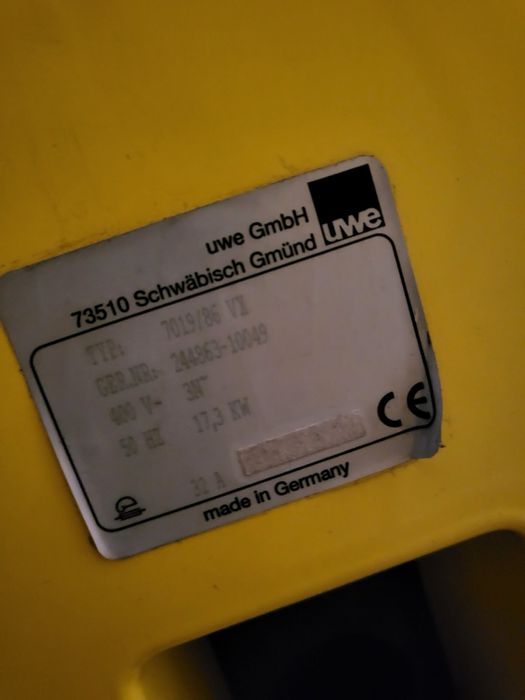 uwe GmbH
uwe
73510 Schwäbisch Gmünd
TYP: 7019/86 VI
GER.NR: 244863-10049
400 V~ 3N~
50 HZ 17,3 KW
32 A
CE
made in Germany